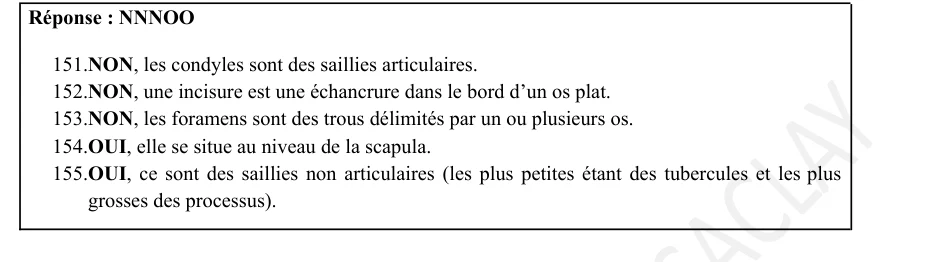 Réponse : NNNOO
151.NON, les condyles sont des saillies articulaires.
152.NON, une incisure est une échancrure dans le bord d'un os plat.
153.NON, les foramens sont des trous délimités par un ou plusieurs os.
154.OUI, elle se situe au niveau de la scapula.
155.OUI, ce sont des saillies non articulaires (les plus petites étant des tubercules et les plus
grosses des processus).
SACLAY